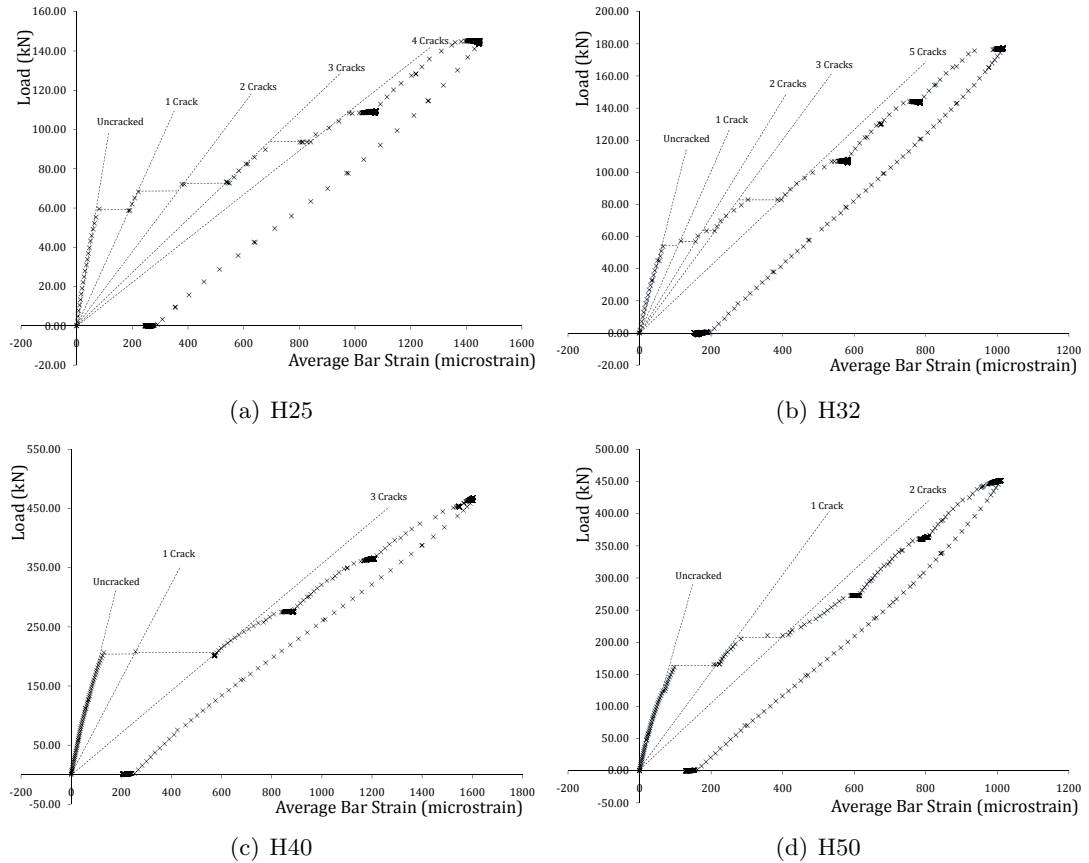 160.00
Load (kN)
140.00
4 Cracks
120.00
3 Cracks
1 Crack
2 Cracks
100.00
Uncracked
80.00
60.00
40.00
20.00
0.00
-200 0 200 400 600 800 1000 1200 1400 1600
Average Bar Strain (microstrain)
-20.00
(a) H25
200.00
Load (kN)
180.00
5 Cracks
160.00
3 Cracks
2 Cracks
140.00
1 Crack
120.00
Uncracked
100.00
80.00
60.00
40.00
20.00
0.00
-200 0 200 400 600 800 1000 1200
Average Bar Strain (microstrain)
-20.00
(b) H32
550.00
Load (kN)
3 Cracks
450.00
1 Crack
350.00
Uncracked
250.00
150.00
50.00
-200 0 200 400 600 800 1000 1200 1400 1600 1800
-50.00
Average Bar Strain (microstrain)
(c) H40
500.00
Load (kN)
450.00
2 Cracks
1 Crack
400.00
350.00
Uncracked
300.00
250.00
200.00
150.00
100.00
50.00
0.00
-200 0 200 400 600 800 1000 1200
Average Bar Strain (microstrain)
-50.00
(d) H50